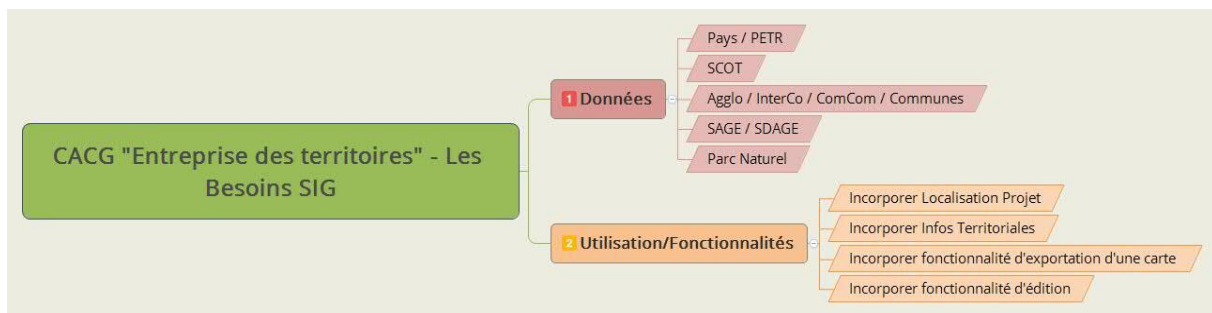 CACG "Entreprise des territoires" - Les
Besoins SIG
1 Données
Pays / PETR
SCOT
Agglo / InterCo / ComCom / Communes
SAGE / SDAGE
Parc Naturel
2 Utilisation/Fonctionnalités
Incorporer Localisation Projet
Incorporer Infos Territoriales
Incorporer fonctionnalité d'exportation d'une carte
Incorporer fonctionnalité d'édition